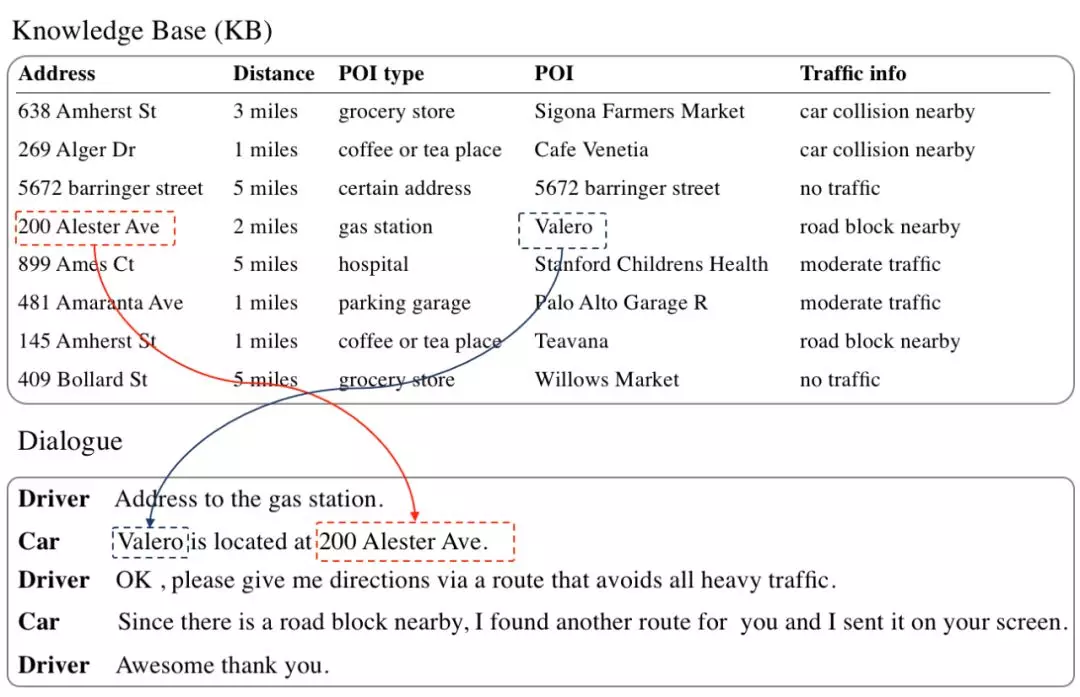 Knowledge Base (KB)
Address Distance POI type POI Traffic info
638 Amherst St 3 miles grocery store Sigona Farmers Market car collision nearby
269 Alger Dr 1 miles coffee or tea place Cafe Venetia car collision nearby
5672 barringer street 5 miles certain address 5672 barringer street no traffic
200 Alester Ave 2 miles gas station Valero road block nearby
899 Ames Ct 5 miles hospital Stanford Childrens Health moderate traffic
481 Amaranta Ave 1 miles parking garage Palo Alto Garage R moderate traffic
145 Amherst St 1 miles coffee or tea place Teavana road block nearby
409 Bollard St 5 miles grocery store Willows Market no traffic
Dialogue
Driver Address to the gas station.
Car Valero is located at 200 Alester Ave.
Driver OK , please give me directions via a route that avoids all heavy traffic.
Car Since there is a road block nearby, I found another route for you and I sent it on your screen.
Driver Awesome thank you.